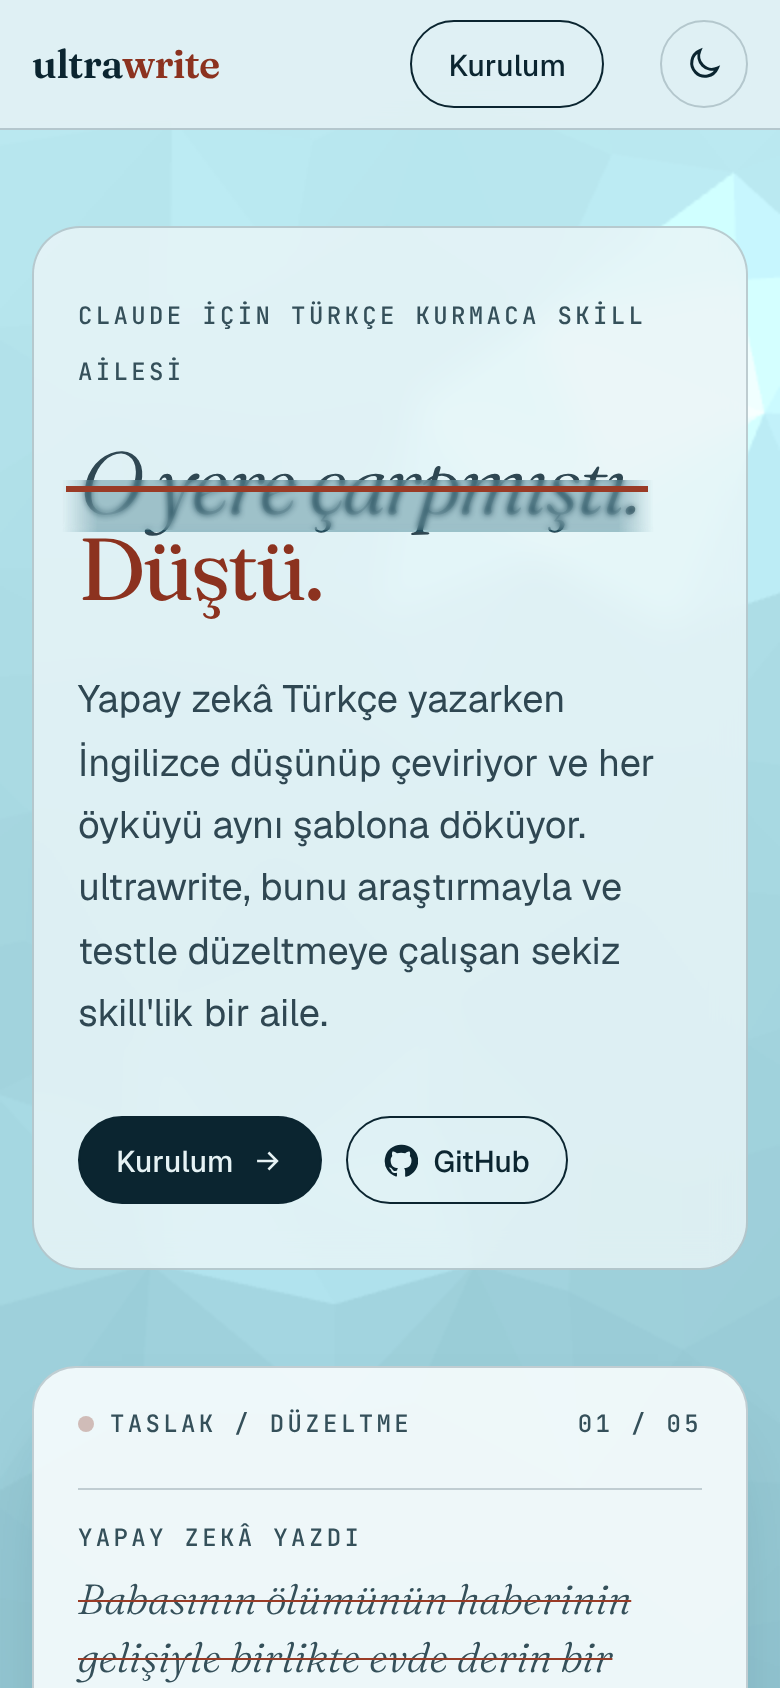 ultrawrite
Kurulum
CLAUDE İÇİN TÜRKÇE KURMACA SKİLL
AİLESİ
O yere çarpmıştı.
Düştü.
Yapay zekâ Türkçe yazarken
İngilizce düşünüp çeviriyor ve her
öyküyü aynı şablona döküyor.
ultrawrite, bunu araştırmayla ve
testle düzeltmeye çalışan sekiz
skill'lik bir aile.
Kurulum →
GitHub
TASLAK / DÜZELTME
01 / 05
YAPAY ZEKÂ YAZDI
Babasının ölümünün haberinin
gelişiyle birlikte evde derin bir